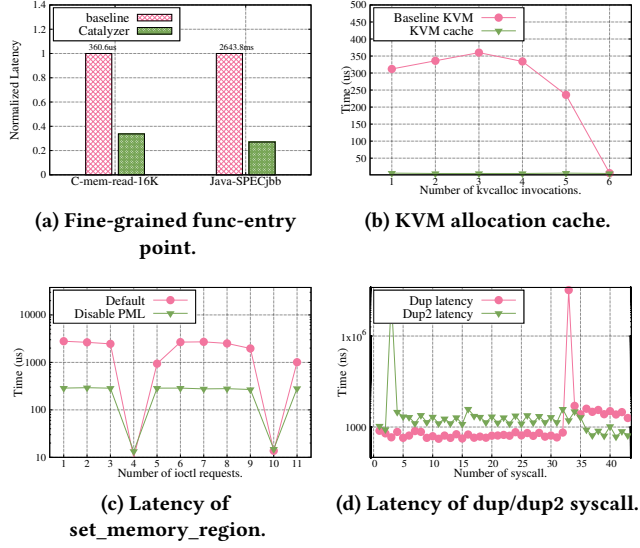 1.4
1.2
1
0.8
0.6
0.4
0.2
0
Normalized Latency
baseline
Catalyzer
360.6us
2643.8ms
C-mem-read-16K
Java-SPECjbb
(a) Fine-grained func-entry
point.
500
450
400
350
300
250
200
150
100
50
Time (us)
Baseline KVM
KVM cache
1 2 3 4 5 6
Number of kvcalloc invocations.
(b) KVM allocation cache.
10000
1000
100
10
Time (us)
Default
Disable PML
1 2 3 4 5 6 7 8 9 10 11
Number of ioctl requests.
(c) Latency of
set_memory_region.
1x10⁶
1000
Time (us)
Dup latency
Dup2 latency
0 5 10 15 20 25 30 35 40
Number of syscall.
(d) Latency of dup/dup2 syscall.